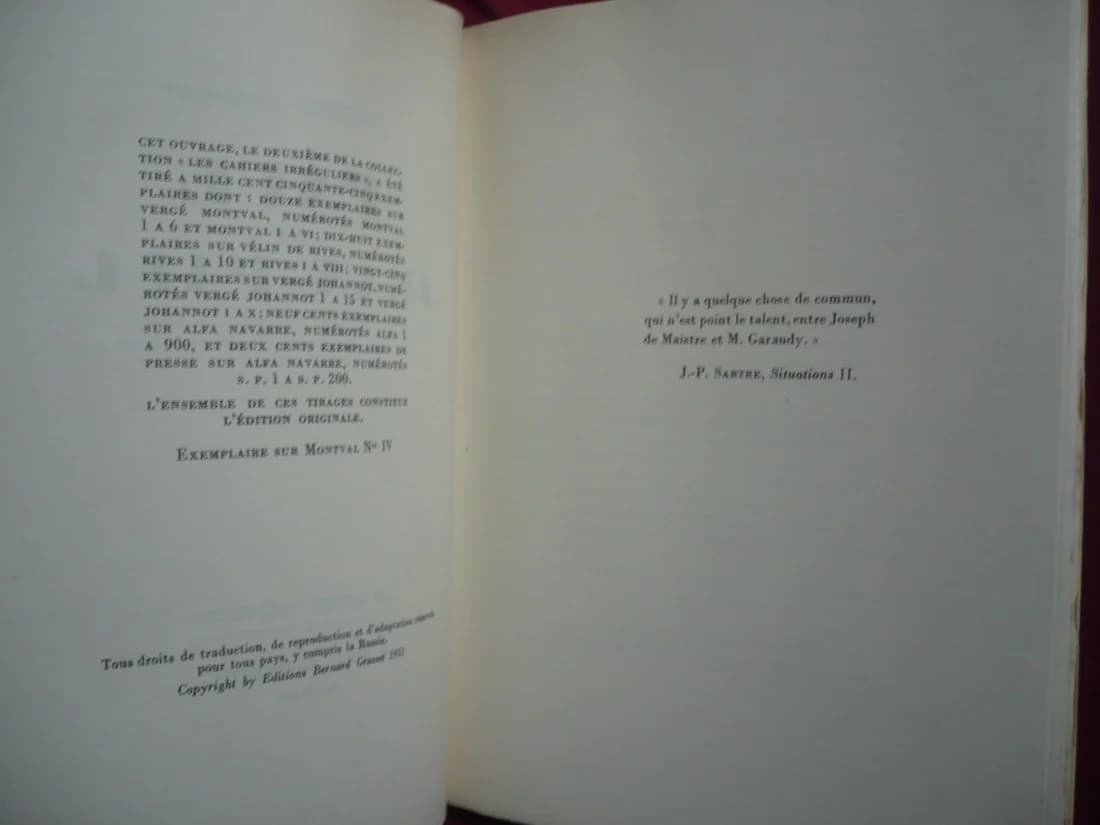 CET OUVRAGE, LE DEUXIÈME DE LA COLLEC-
TION « LES CAHIERS IRRÉGULIERS », A ÉTÉ
TIRÉ A MILLE CENT CINQUANTE-CINQ EXEM-
PLAIRES DONT : DOUZE EXEMPLAIRES SUR
VERGÉ MONTVAL, NUMÉROTÉS MONTVAL
1 A 6 ET MONTVAL I A VI; DIX-HUIT EXEM-
PLAIRES SUR VÉLIN DE RIVES, NUMÉROTÉS
RIVES 1 A 10 ET RIVES I A VIII; VINGT-CINQ
EXEMPLAIRES SUR VERGÉ JOHANNOT, NUMÉ-
ROTÉS VERGÉ JOHANNOT 1 A 15 ET VERGÉ
JOHANNOT I A X; NEUF CENTS EXEMPLAIRES
SUR ALFA NAVARRE, NUMÉROTÉS ALFA 1
A 900, ET DEUX CENTS EXEMPLAIRES DE
PRESSE SUR ALFA NAVARRE, NUMÉROTÉS
S. P. 1 A S. P. 200.
L'ENSEMBLE DE CES TIRAGES CONSTITUE
L'ÉDITION ORIGINALE.
EXEMPLAIRE SUR MONTVAL No IV
Tous droits de traduction, de reproduction et d'adaptation réservés
pour tous pays, y compris la Russie.
Copyright by Editions Bernard Grasset 1951
« Il y a quelque chose de commun,
qui n'est point le talent, entre Joseph
de Maistre et M. Garaudy. »
J.-P. SARTRE, Situations II.